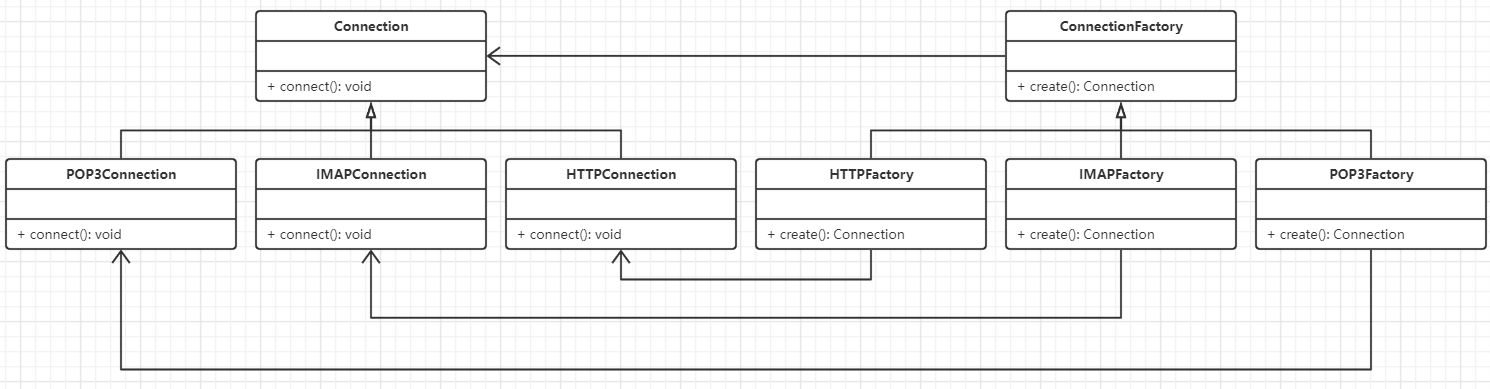 Connection
+ connect(): void
ConnectionFactory
+ create(): Connection
POP3Connection
+ connect(): void
IMAPConnection
+ connect(): void
HTTPConnection
+ connect(): void
HTTPFactory
+ create(): Connection
IMAPFactory
+ create(): Connection
POP3Factory
+ create(): Connection